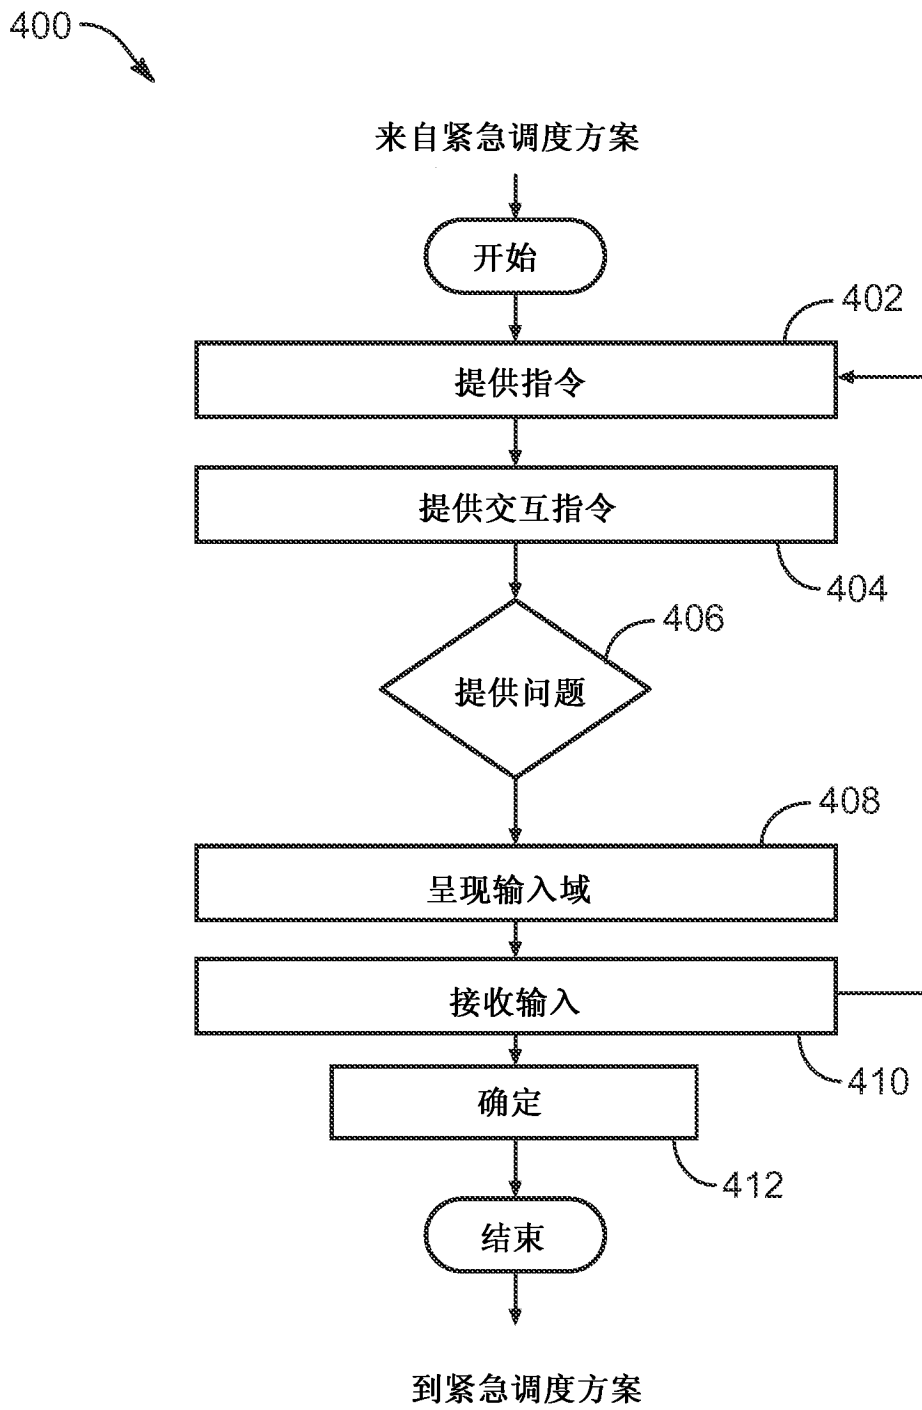 400
来自紧急调度方案
开始
402
提供指令
提供交互指令
404
406
提供问题
408
呈现输入域
接收输入
410
确定
412
结束
到紧急调度方案